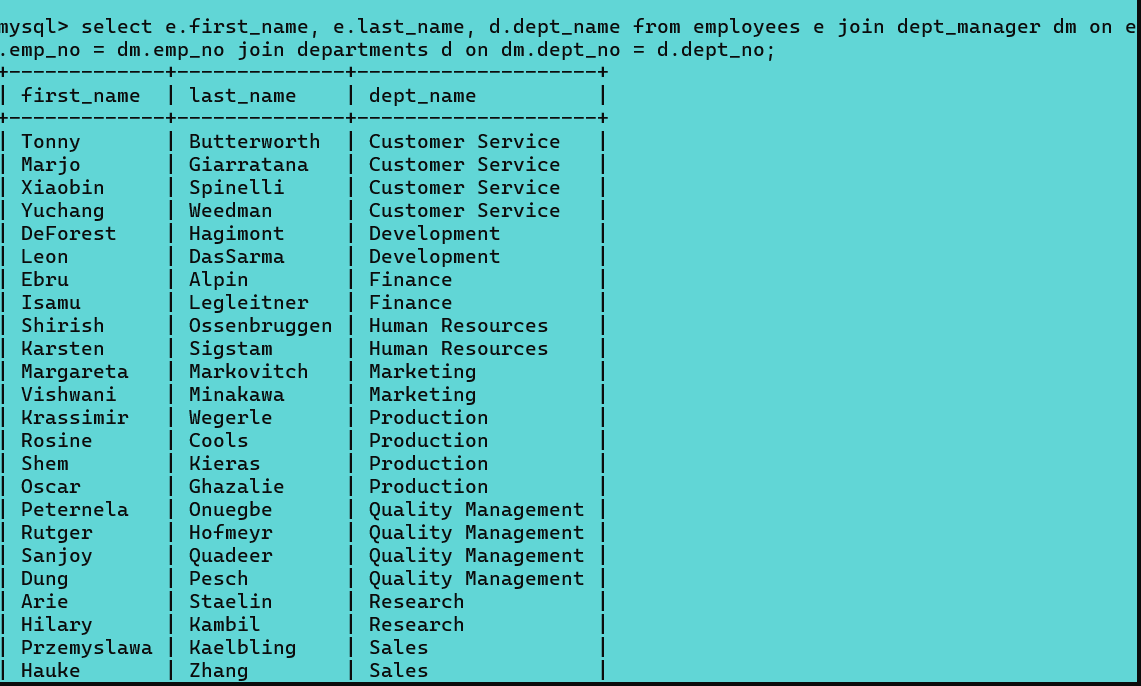 mysql> select e.first_name, e.last_name, d.dept_name from employees e join dept_manager dm on e
.emp_no = dm.emp_no join departments d on dm.dept_no = d.dept_no;
+-------------+---------------+--------------------+
| first_name  | last_name     | dept_name          |
+-------------+---------------+--------------------+
| Tonny       | Butterworth   | Customer Service   |
| Marjo       | Giarratana    | Customer Service   |
| Xiaobin     | Spinelli      | Customer Service   |
| Yuchang     | Weedman       | Customer Service   |
| DeForest    | Hagimont      | Development        |
| Leon        | DasSarma      | Development        |
| Ebru        | Alpin         | Finance            |
| Isamu       | Legleitner    | Finance            |
| Shirish     | Ossenbruggen  | Human Resources    |
| Karsten     | Sigstam       | Human Resources    |
| Margareta   | Markovitch    | Marketing          |
| Vishwani    | Minakawa      | Marketing          |
| Krassimir   | Wegerle       | Production         |
| Rosine      | Cools         | Production         |
| Shem        | Kieras        | Production         |
| Oscar       | Ghazalie      | Production         |
| Peternela   | Onuegbe       | Quality Management |
| Rutger      | Hofmeyr       | Quality Management |
| Sanjoy      | Quadeer       | Quality Management |
| Dung        | Pesch         | Quality Management |
| Arie        | Staelin       | Research           |
| Hilary      | Kambil        | Research           |
| Przemyslawa | Kaelbling     | Sales              |
| Hauke       | Zhang         | Sales              |